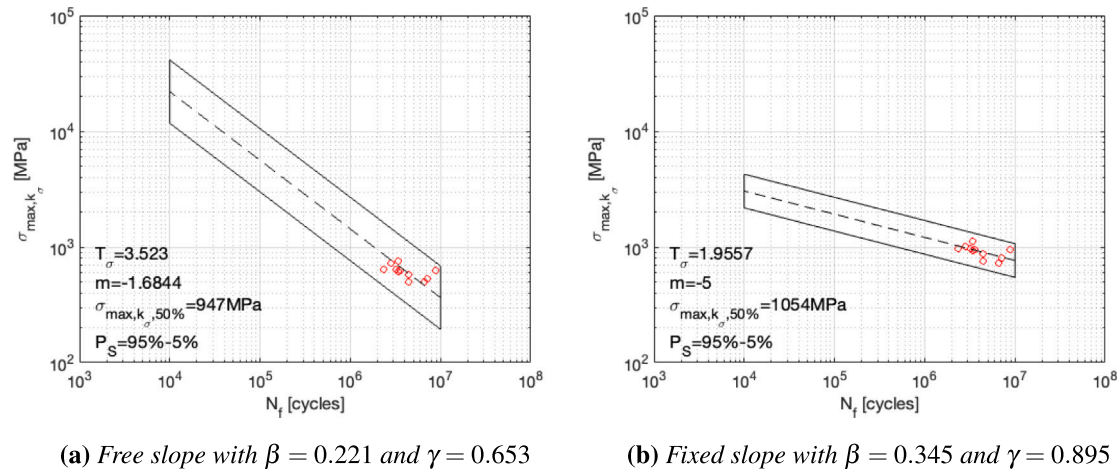 10^5
10^4
10^3
10^2
σ_max,k_σ [MPa]
T_σ=3.523
m=-1.6844
σ_max,k_σ,50%=947MPa
P_S=95%-5%
10^3 10^4 10^5 10^6 10^7 10^8
N_f [cycles]
(a) Free slope with β = 0.221 and γ = 0.653
10^5
10^4
10^3
10^2
σ_max,k_σ [MPa]
T_σ=1.9557
m=-5
σ_max,k_σ,50%=1054MPa
P_S=95%-5%
10^3 10^4 10^5 10^6 10^7 10^8
N_f [cycles]
(b) Fixed slope with β = 0.345 and γ = 0.895